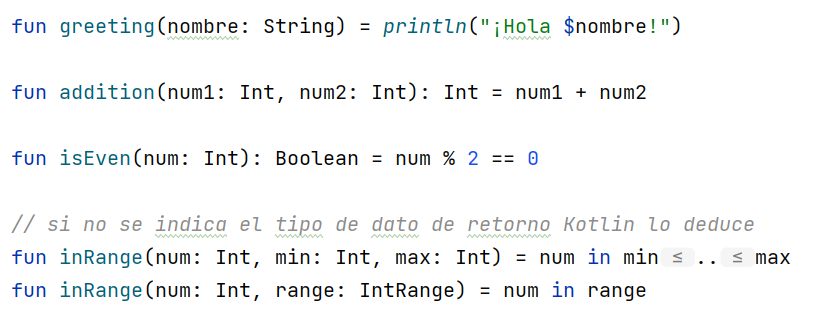 fun greeting(nombre: String) = println("¡Hola $nombre!")
fun addition(num1: Int, num2: Int): Int = num1 + num2
fun isEven(num: Int): Boolean = num % 2 == 0
// si no se indica el tipo de dato de retorno Kotlin lo deduce
fun inRange(num: Int, min: Int, max: Int) = num in min ≤ .. ≤ max
fun inRange(num: Int, range: IntRange) = num in range